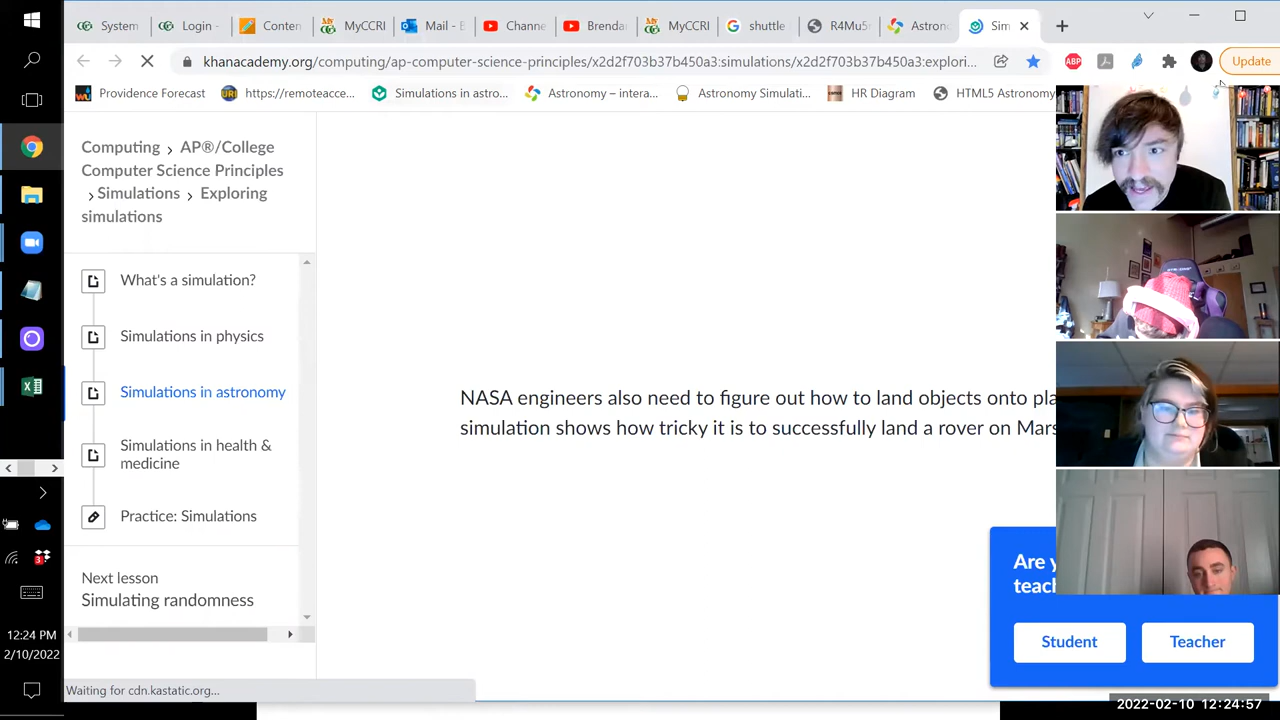 System
Login -
Conten
MyCCRI
Mail - B
Channe
Brenda
MyCCRI
shuttle
R4Mu5
Astron
Sim
khanacademy.org/computing/ap-computer-science-principles/x2d2f703b37b450a3:simulations/x2d2f703b37b450a3:explori...
ABP
Update
Providence Forecast
https://remoteacce...
Simulations in astro...
Astronomy – intera...
Astronomy Simulati...
HR Diagram
HTML5 Astronomy
Computing > AP®/College
Computer Science Principles
> Simulations > Exploring
simulations
What's a simulation?
Simulations in physics
Simulations in astronomy
Simulations in health &
medicine
Practice: Simulations
Next lesson
Simulating randomness
NASA engineers also need to figure out how to land objects onto pla
simulation shows how tricky it is to successfully land a rover on Mars
Are y
teach
Student
Teacher
3
12:24 PM
2/10/2022
Waiting for cdn.kastatic.org...
2022-02-10 12:24:57